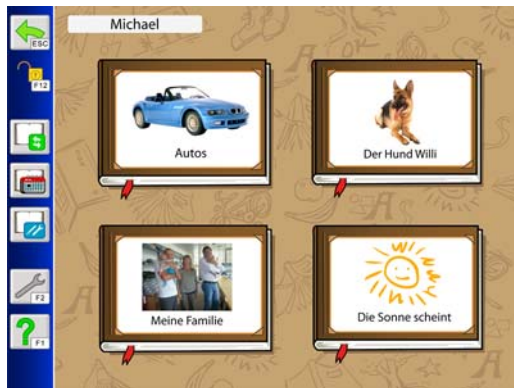 Michael
ESC
F12
Autos
Der Hund Willi
F2
Meine Familie
Die Sonne scheint
F1